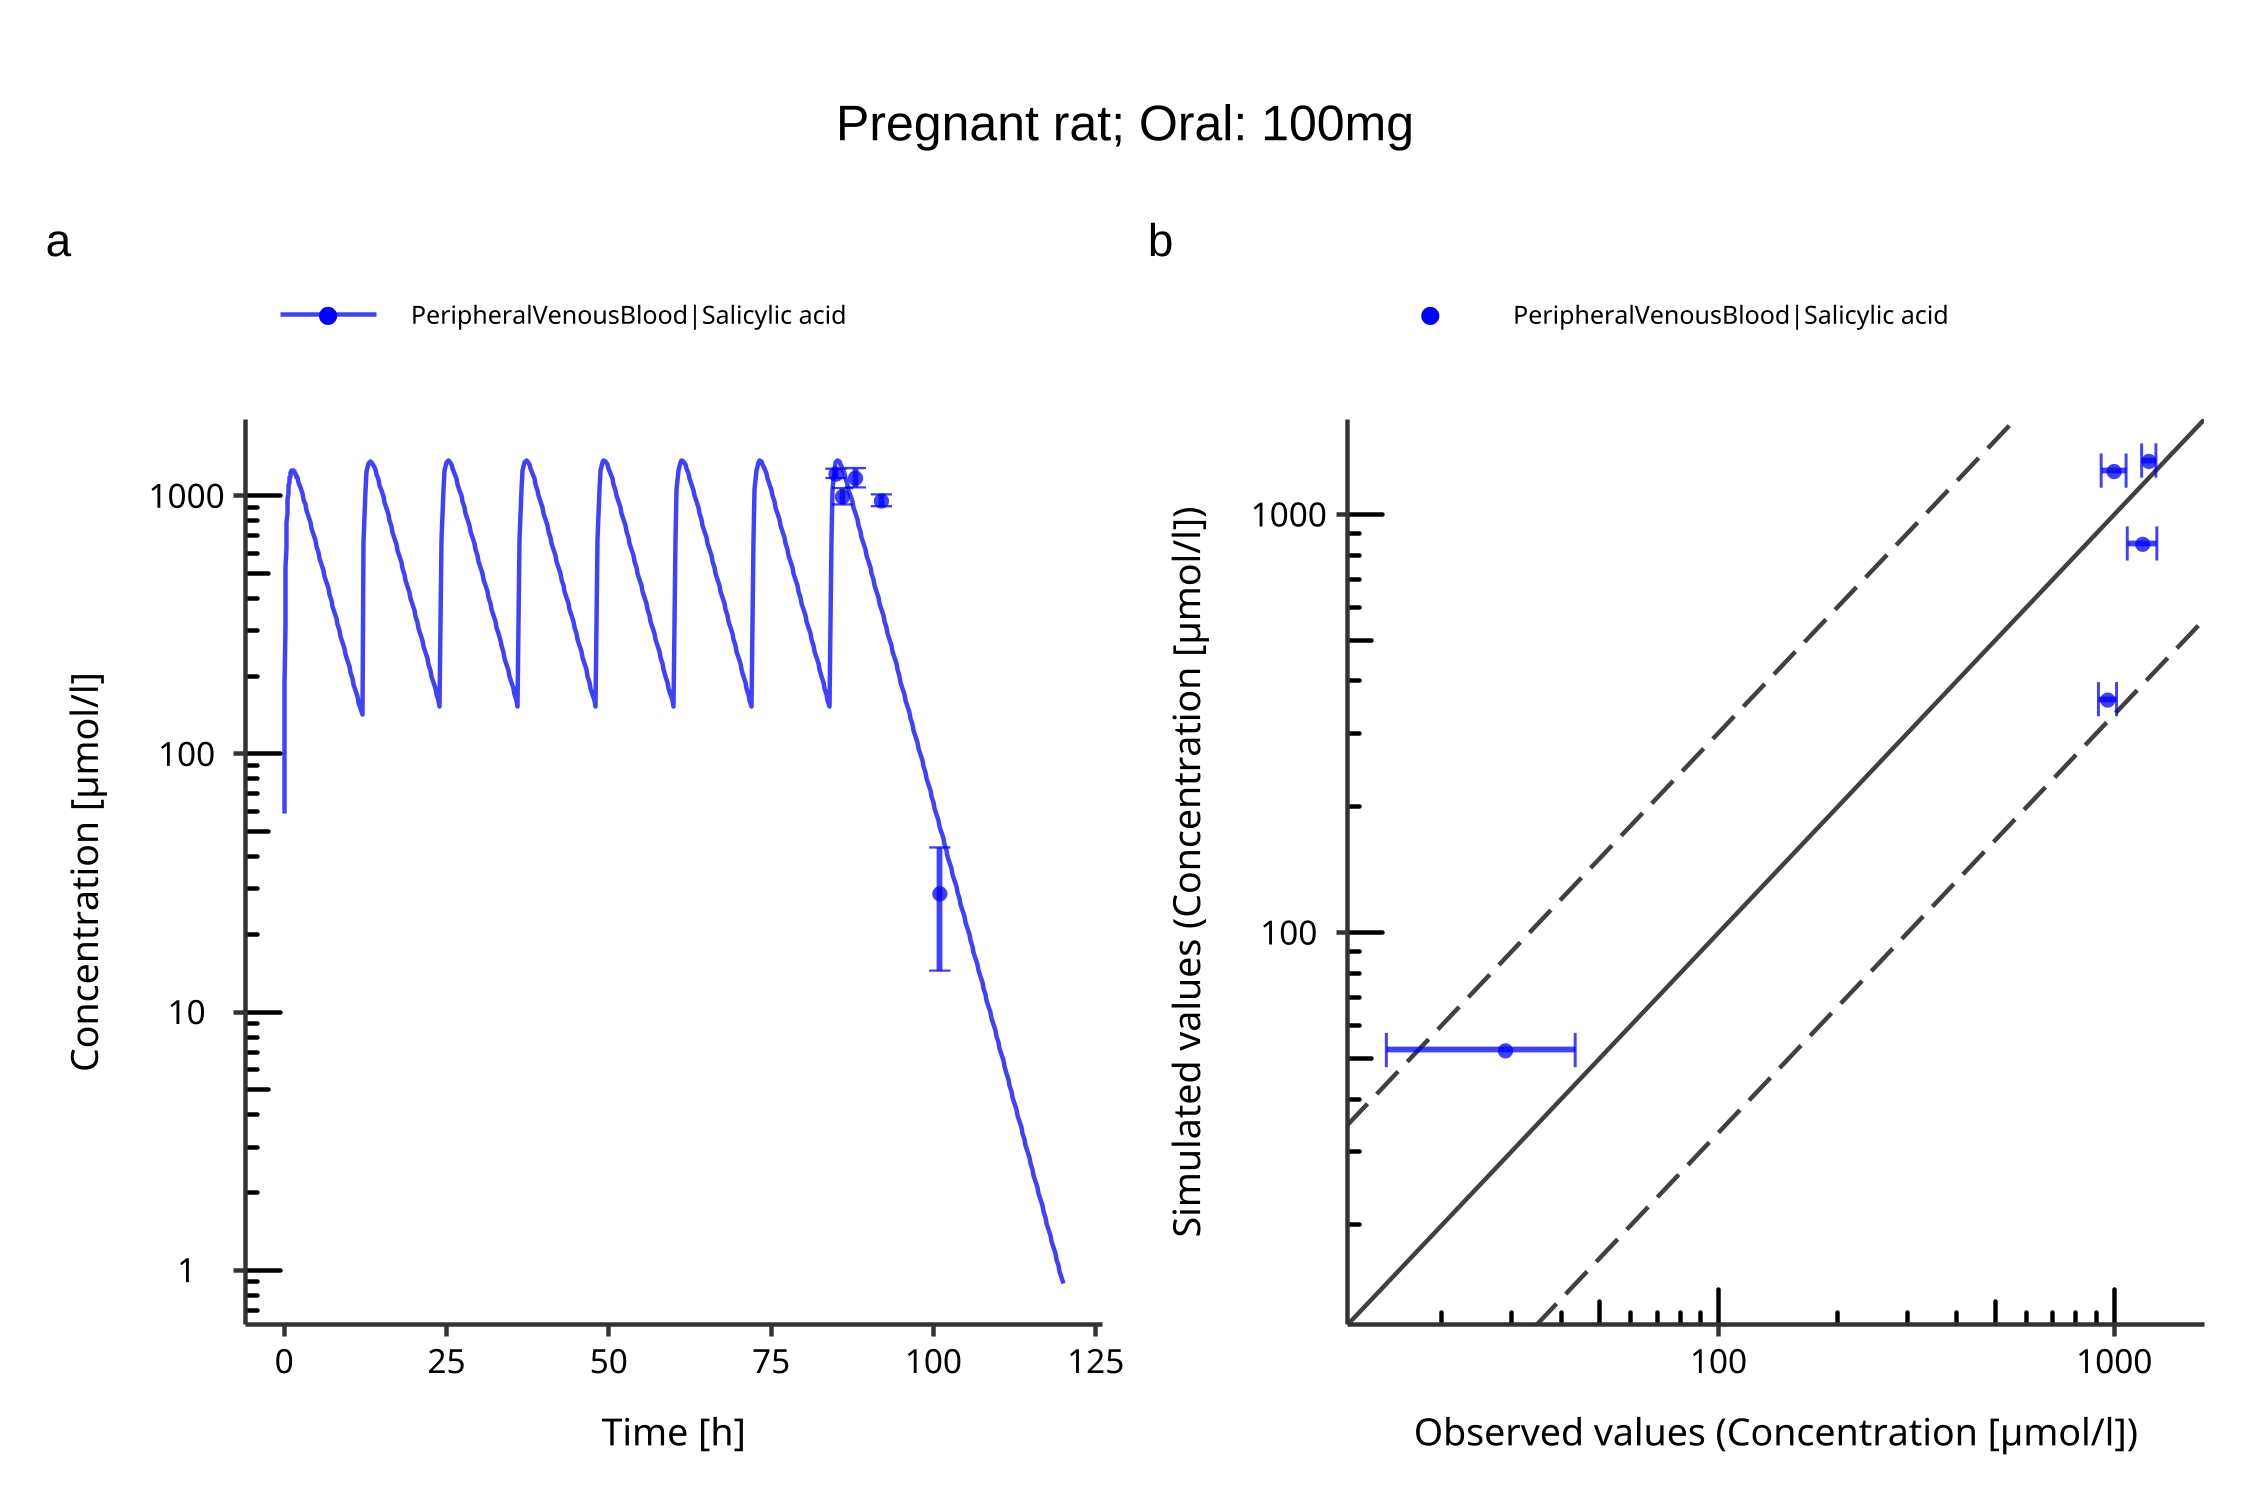 Pregnant rat; Oral: 100mg
a
PeripheralVenousBlood|Salicylic acid
Concentration [µmol/l]
1000
100
10
1
0 25 50 75 100 125
Time [h]
b
PeripheralVenousBlood|Salicylic acid
Simulated values (Concentration [µmol/l])
1000
100
100 1000
Observed values (Concentration [µmol/l])